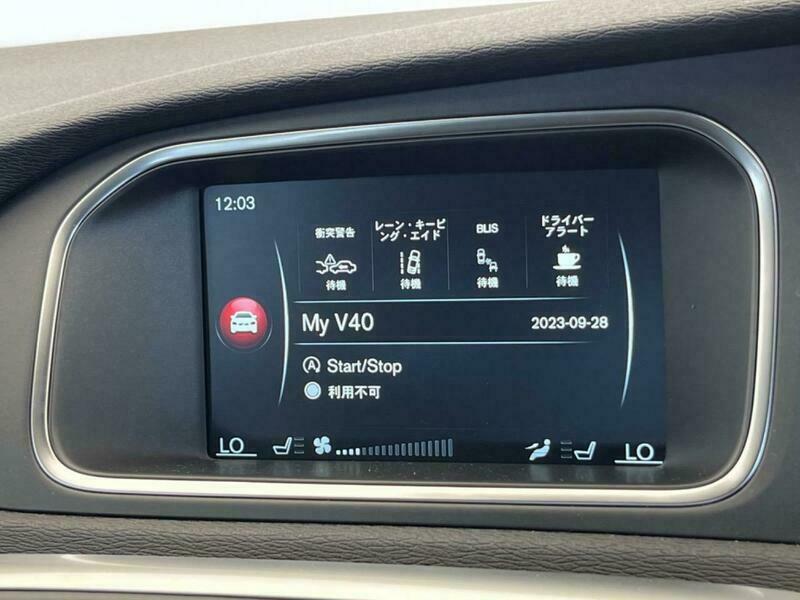 12:03
衝突警告
レーン・キーピ
ング・エイド
BLIS
ドライバー
アラート
待機
待機
待機
待機
My V40
2023-09-28
A Start/Stop
利用不可
LO
LO